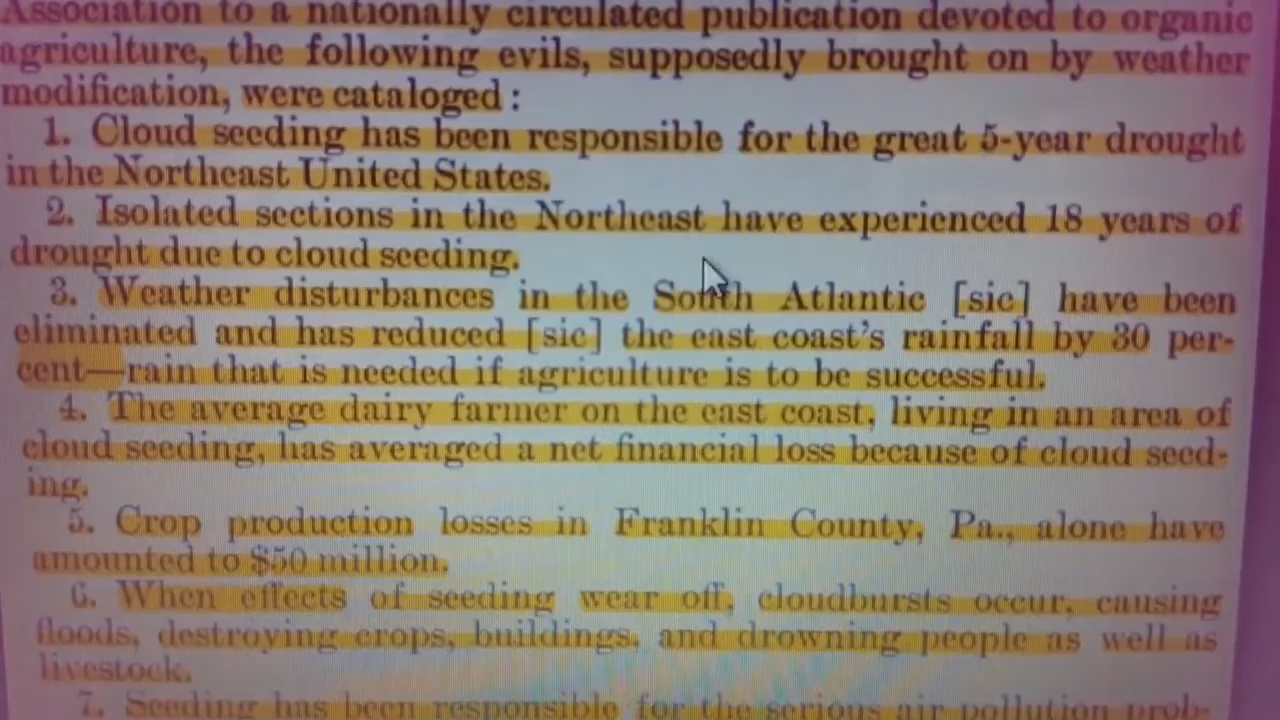 Association to a nationally circulated publication devoted to organic
agriculture, the following evils, supposedly brought on by weather
modification, were cataloged:
1. Cloud seeding has been responsible for the great 5-year drought
in the Northeast United States.
2. Isolated sections in the Northeast have experienced 18 years of
drought due to cloud seeding.
3. Weather disturbances in the South Atlantic [sic] have been
eliminated and has reduced [sic] the east coast's rainfall by 30 per-
cent—rain that is needed if agriculture is to be successful.
4. The average dairy farmer on the east coast, living in an area of
cloud seeding, has averaged a net financial loss because of cloud seed-
ing.
5. Crop production losses in Franklin County, Pa., alone have
amounted to $50 million.
6. When effects of seeding wear off, cloudbursts occur, causing
floods, destroying crops, buildings, and drowning people as well as
livestock.
7. Seeding has been responsible for the serious air pollution prob-